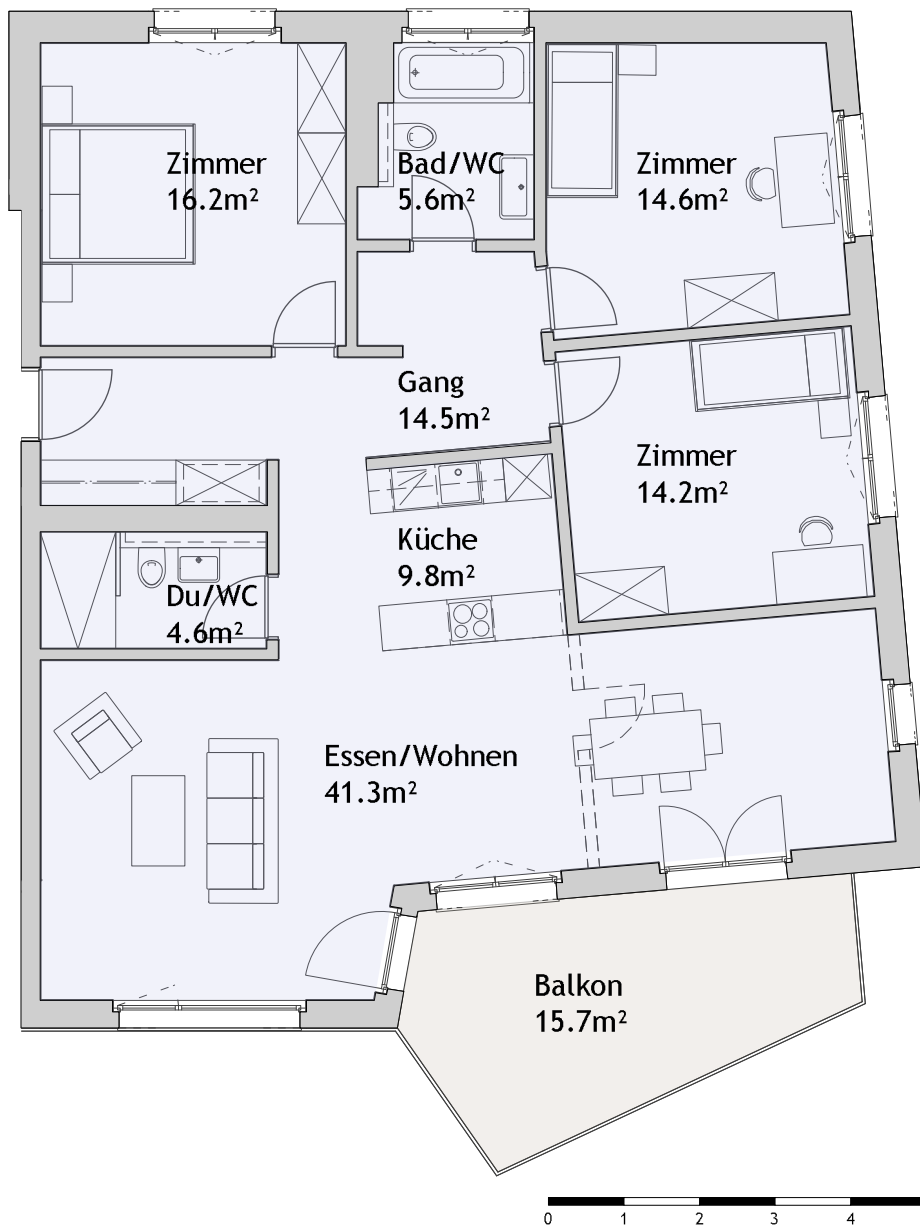 Zimmer
16.2m²
Bad/WC
5.6m²
Zimmer
14.6m²
Gang
14.5m²
Zimmer
14.2m²
Küche
9.8m²
Du/WC
4.6m²
Essen/Wohnen
41.3m²
Balkon
15.7m²
0 1 2 3 4